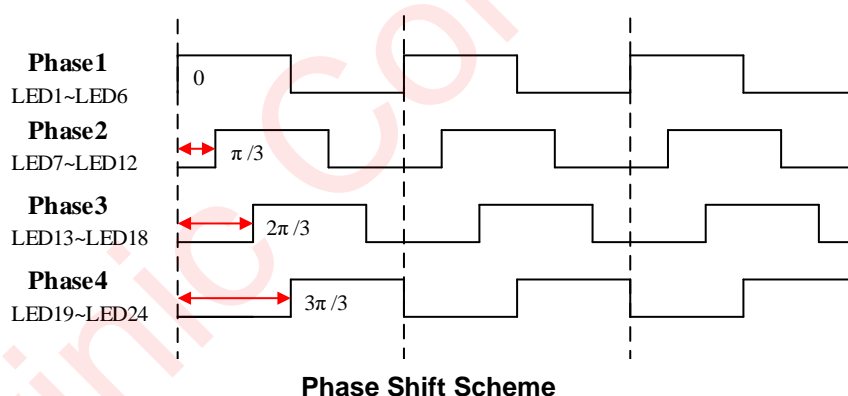 Phase1
0
LED1~LED6
Phase2
π/3
LED7~LED12
Phase3
2π/3
LED13~LED18
Phase4
3π/3
LED19~LED24
Phase Shift Scheme